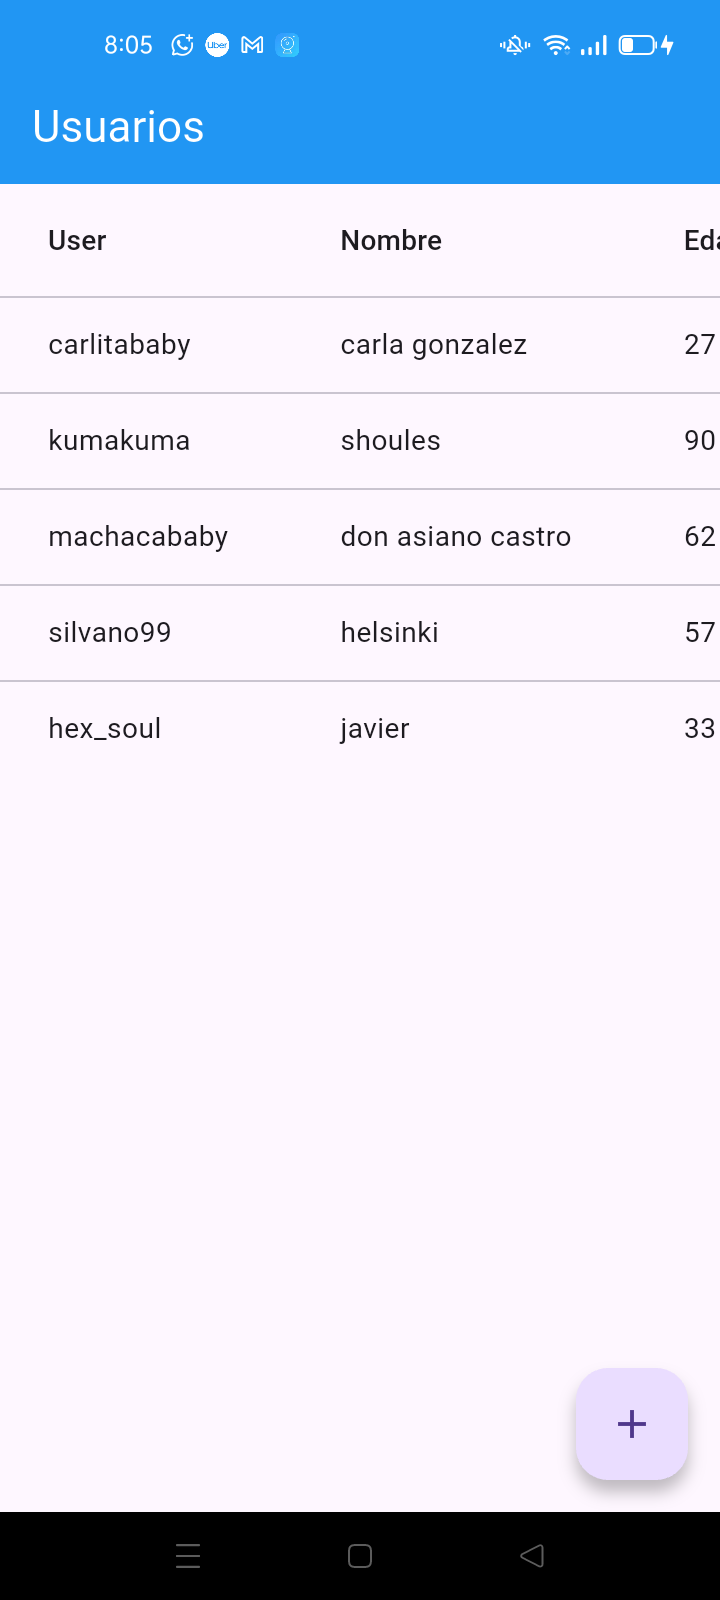 8:05 Uber
Usuarios
User Nombre Eda
carlitababy carla gonzalez 27
kumakuma shoules 90
machacababy don asiano castro 62
silvano99 helsinki 57
hex_soul javier 33